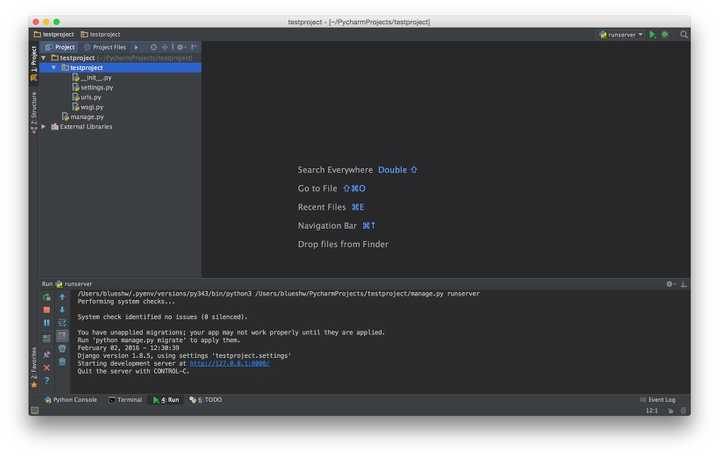 testproject - [~/PycharmProjects/testproject]
testproject testproject runserver
1: Project
Project Project Files
testproject (~/PycharmProjects/testproject)
testproject
__init__.py
settings.py
urls.py
wsgi.py
manage.py
External Libraries
Z: Structure
Search Everywhere Double ⇧
Go to File ⇧⌘O
Recent Files ⌘E
Navigation Bar ⌘↑
Drop files from Finder
Run runserver
/Users/blueshw/.pyenv/versions/py343/bin/python3 /Users/blueshw/PycharmProjects/testproject/manage.py runserver
Performing system checks...
System check identified no issues (0 silenced).
You have unapplied migrations; your app may not work properly until they are applied.
Run 'python manage.py migrate' to apply them.
February 02, 2016 - 12:30:39
Django version 1.8.5, using settings 'testproject.settings'
Starting development server at http://127.0.0.1:8000/
Quit the server with CONTROL-C.
2: Favorites
Python Console Terminal 4: Run 6: TODO Event Log
12:1